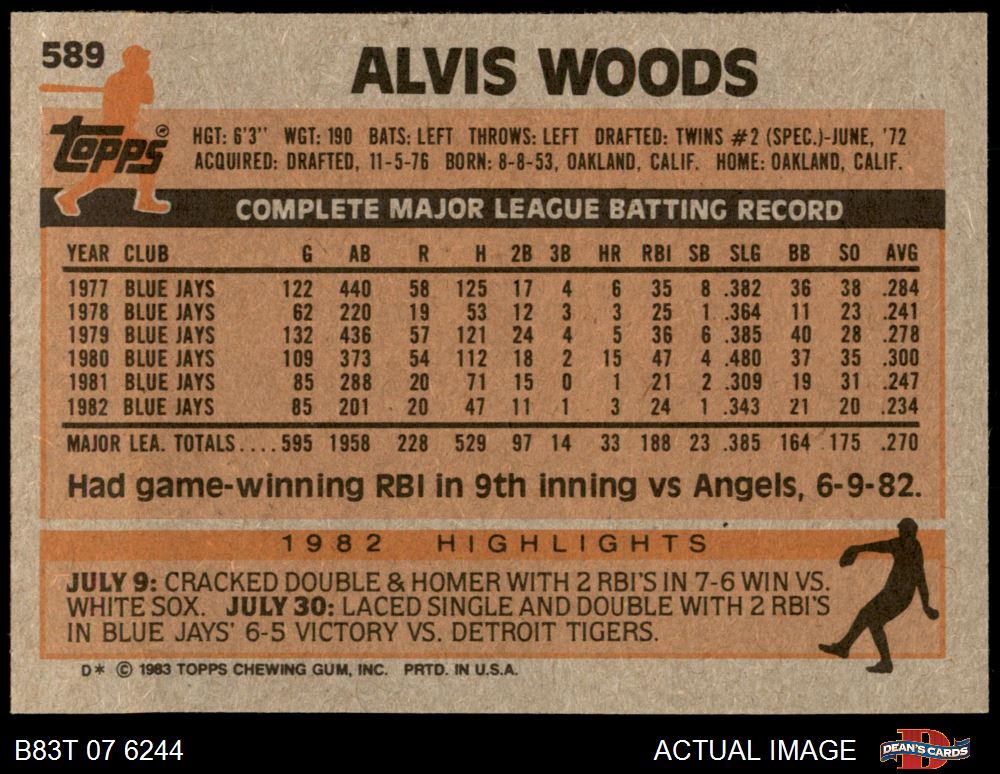 589
ALVIS WOODS
topps ®
HGT: 6'3" WGT: 190 BATS: LEFT THROWS: LEFT DRAFTED: TWINS #2 (SPEC.)-JUNE, '72
ACQUIRED: DRAFTED, 11-5-76 BORN: 8-8-53, OAKLAND, CALIF. HOME: OAKLAND, CALIF.
COMPLETE MAJOR LEAGUE BATTING RECORD
YEAR CLUB G AB R H 2B 3B HR RBI SB SLG BB SO AVG
1977 BLUE JAYS 122 440 58 125 17 4 6 35 8 .382 36 38 .284
1978 BLUE JAYS 62 220 19 53 12 3 3 25 1 .364 11 23 .241
1979 BLUE JAYS 132 436 57 121 24 4 5 36 6 .385 40 28 .278
1980 BLUE JAYS 109 373 54 112 18 2 15 47 4 .480 37 35 .300
1981 BLUE JAYS 85 288 20 71 15 0 1 21 2 .309 19 31 .247
1982 BLUE JAYS 85 201 20 47 11 1 3 24 1 .343 21 20 .234
MAJOR LEA. TOTALS.... 595 1958 228 529 97 14 33 188 23 .385 164 175 .270
Had game-winning RBI in 9th inning vs Angels, 6-9-82.
1982 HIGHLIGHTS
JULY 9: CRACKED DOUBLE & HOMER WITH 2 RBI'S IN 7-6 WIN VS.
WHITE SOX. JULY 30: LACED SINGLE AND DOUBLE WITH 2 RBI'S
IN BLUE JAYS' 6-5 VICTORY VS. DETROIT TIGERS.
D* © 1983 TOPPS CHEWING GUM, INC. PRTD. IN U.S.A.
B83T 07 6244
ACTUAL IMAGE
DEAN'S CARDS